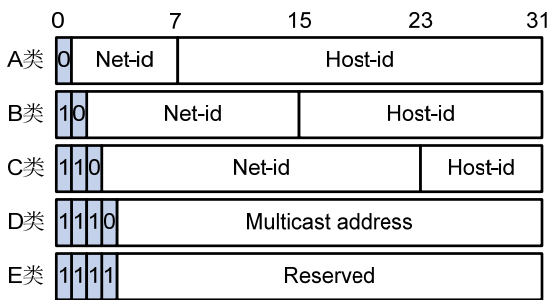 0 7 15 23 31
A类 0 Net-id Host-id
B类 1 0 Net-id Host-id
C类 1 1 0 Net-id Host-id
D类 1 1 1 0 Multicast address
E类 1 1 1 1 Reserved